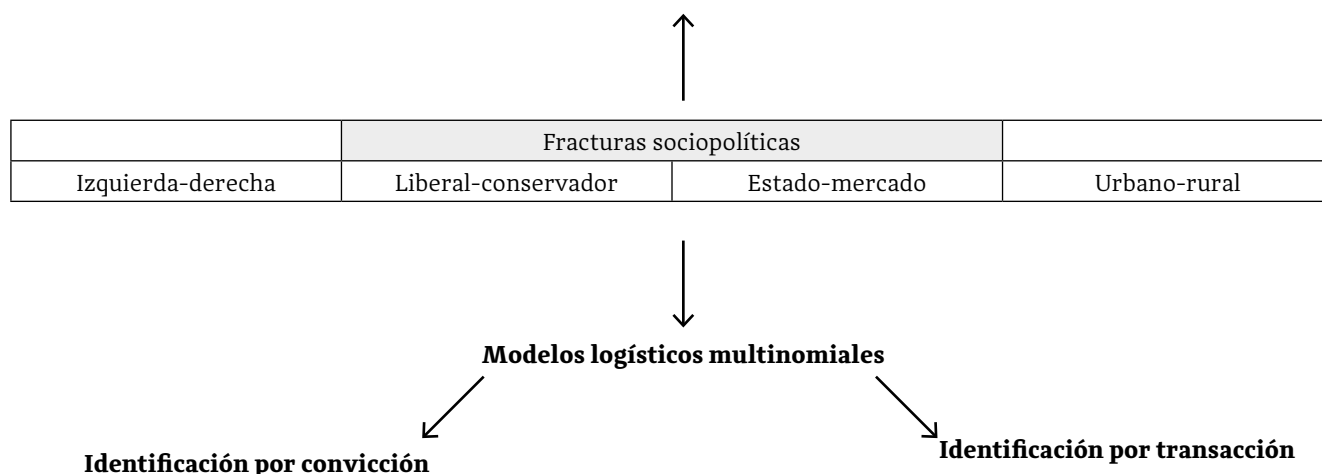 Fracturas sociopolíticas
Izquierda-derecha Liberal-conservador Estado-mercado Urbano-rural
Modelos logísticos multinomiales
Identificación por convicción Identificación por transacción